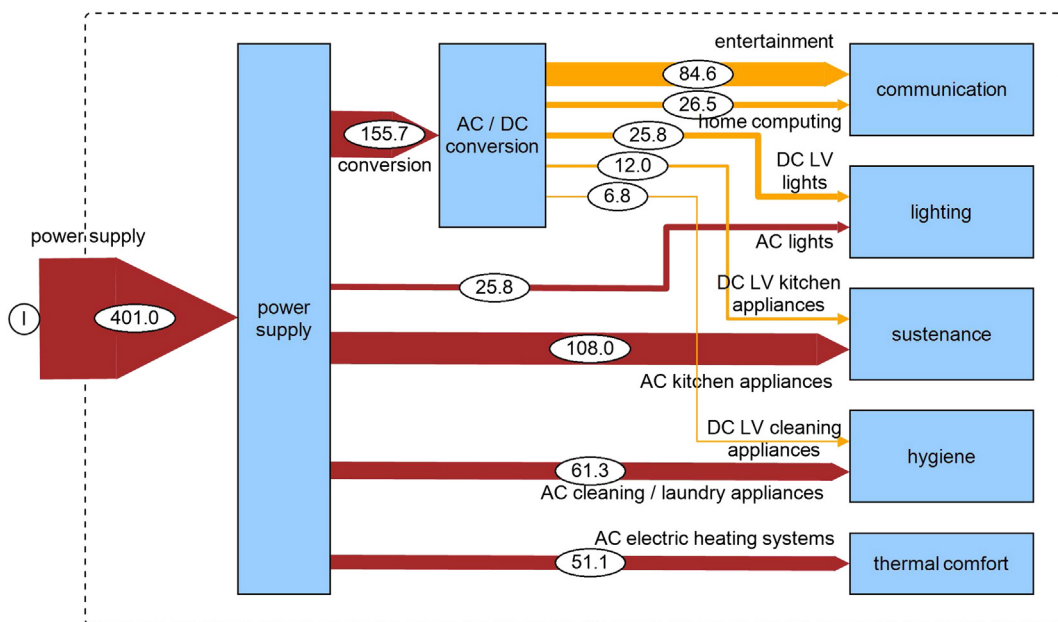 entertainment
84.6
communication
26.5
home computing
155.7
conversion
AC / DC
conversion
25.8
DC LV
lights
12.0
6.8
lighting
AC lights
power supply
401.0
I
power
supply
25.8
DC LV kitchen
appliances
sustenance
108.0
AC kitchen appliances
DC LV cleaning
appliances
hygiene
61.3
AC cleaning / laundry appliances
AC electric heating systems
51.1
thermal comfort